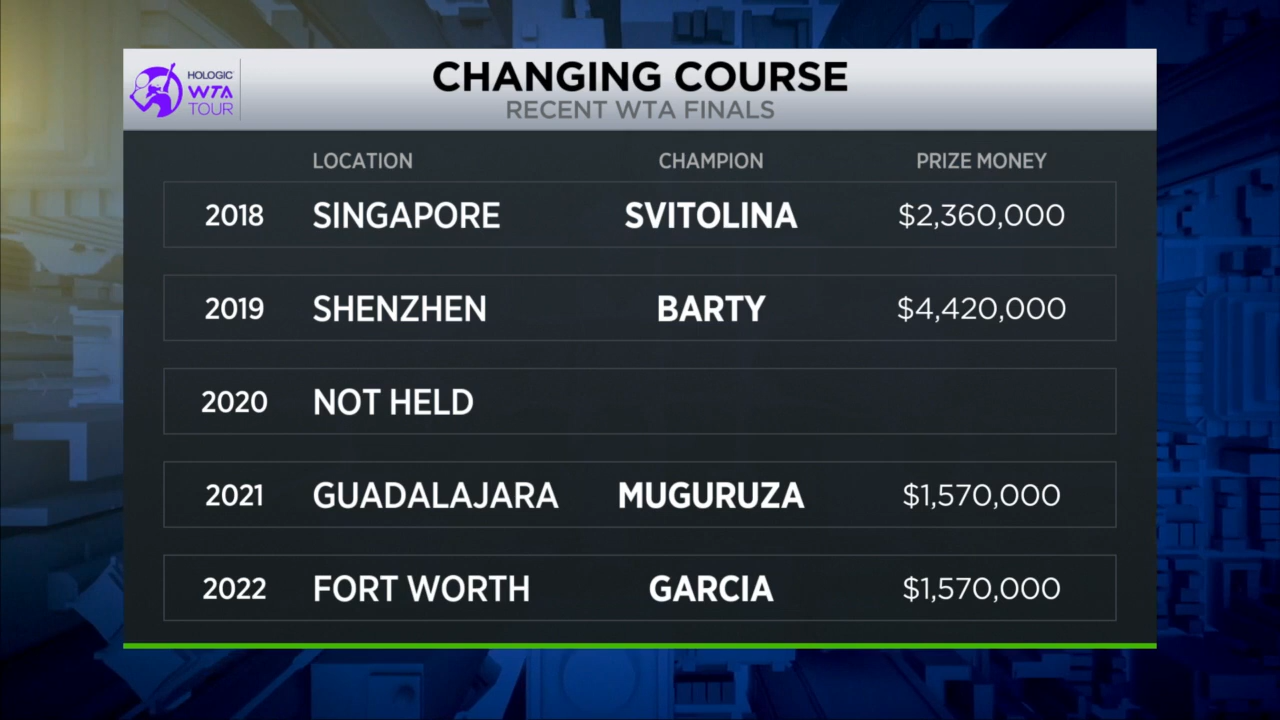 HOLOGIC
WTA
TOUR
CHANGING COURSE
RECENT WTA FINALS
LOCATION CHAMPION PRIZE MONEY
2018 SINGAPORE SVITOLINA $2,360,000
2019 SHENZHEN BARTY $4,420,000
2020 NOT HELD
2021 GUADALAJARA MUGURUZA $1,570,000
2022 FORT WORTH GARCIA $1,570,000